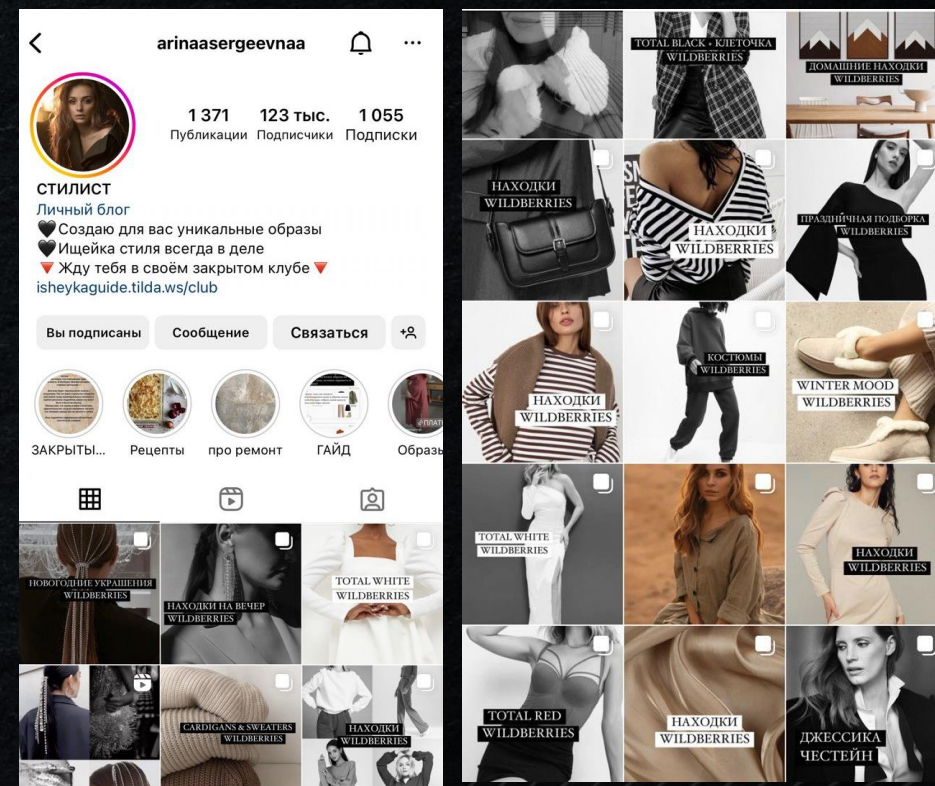 arinaasergeevnaa
1 371
123 тыс.
1 055
Публикации
Подписчики
Подписки
СТИЛИСТ
Личный блог
🖤Создаю для вас уникальные образы
🖤Ищейка стиля всегда в деле
🔻Жду тебя в своём закрытом клубе🔻
isheykaguide.tilda.ws/club
Вы подписаны
Сообщение
Связаться
ЗАКРЫТЫ...
Рецепты
про ремонт
ГАЙД
Образы
НОВОГОДНИЕ УКРАШЕНИЯ
WILDBERRIES
НАХОДКИ НА ВЕЧЕР
WILDBERRIES
TOTAL WHITE
WILDBERRIES
CARDIGANS & SWEATERS
WILDBERRIES
НАХОДКИ
WILDBERRIES
TOTAL BLACK + КЛЕТОЧКА
WILDBERRIES
ДОМАШНИЕ НАХОДКИ
WILDBERRIES
НАХОДКИ
WILDBERRIES
НАХОДКИ
WILDBERRIES
ПРАЗДНИЧНАЯ ПОДБОРКА
WILDBERRIES
НАХОДКИ
WILDBERRIES
КОСТЮМЫ
WILDBERRIES
WINTER MOOD
WILDBERRIES
TOTAL WHITE
WILDBERRIES
НАХОДКИ
WILDBERRIES
TOTAL RED
WILDBERRIES
НАХОДКИ
WILDBERRIES
ДЖЕССИКА
ЧЕСТЕЙН